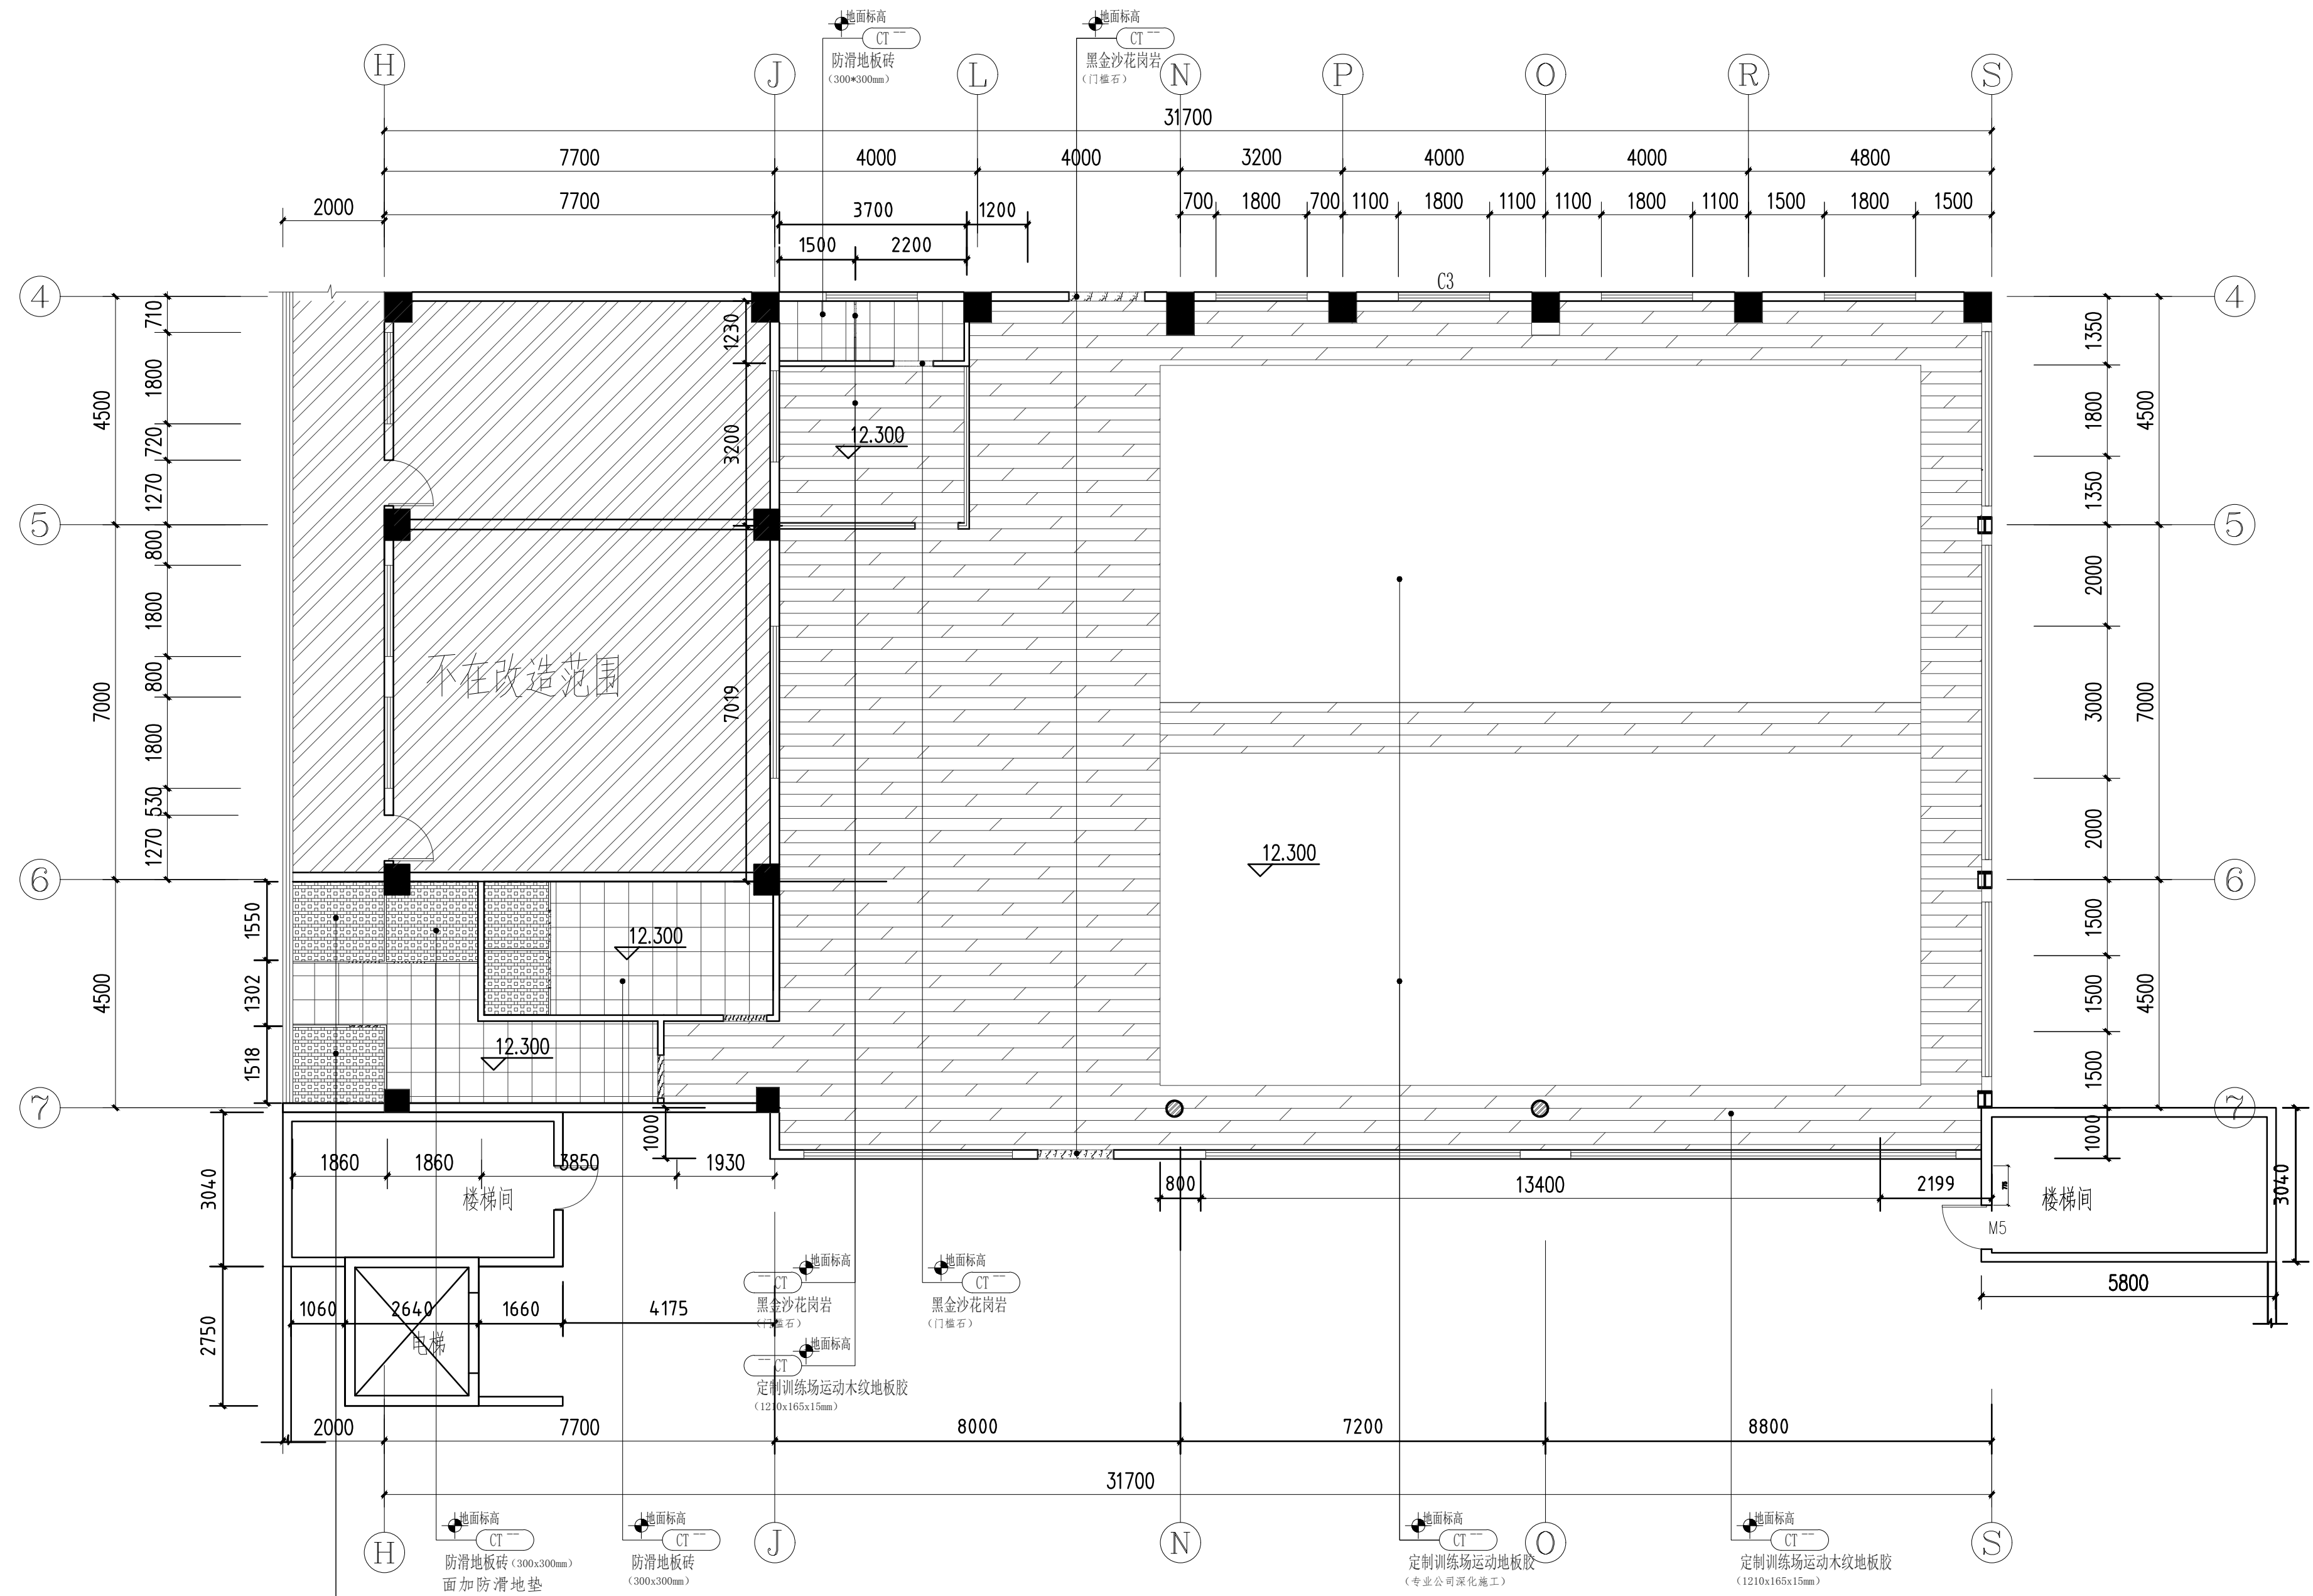 地面标高
CT
防滑地板砖
(300*300mm)
地面标高
CT
黑金沙花岗岩
(门槛石)
H
J
L
N
P
O
R
S
31700
7700
4000
4000
3200
4000
4000
4800
2000
7700
3700
1200
700
1800
700
1100
1800
1100
1100
1800
1100
1500
1800
1500
1500
2200
C3
4
4
710
1800
720
1270
4500
1230
3200
12.300
1350
1800
1350
4500
5
5
800
1800
800
1800
530
1270
7000
不在改造范围
7019
2000
3000
2000
7000
12.300
6
6
1550
1302
1518
4500
12.300
12.300
1500
1500
1500
4500
7
7
1000
1000
3040
1860
1860
3850
1930
楼梯间
800
13400
2199
M5
楼梯间
3040
5800
2750
1060
2640
1660
4175
电梯
地面标高
CT
黑金沙花岗岩
(门槛石)
地面标高
CT
黑金沙花岗岩
(门槛石)
地面标高
CT
定制训练场运动木纹地板胶
(1210x165x15mm)
2000
7700
8000
7200
8800
31700
H
J
N
O
S
地面标高
CT
防滑地板砖(300x300mm)
面加防滑地垫
地面标高
CT
防滑地板砖
(300x300mm)
地面标高
CT
定制训练场运动地板胶
(专业公司深化施工)
地面标高
CT
定制训练场运动木纹地板胶
(1210x165x15mm)